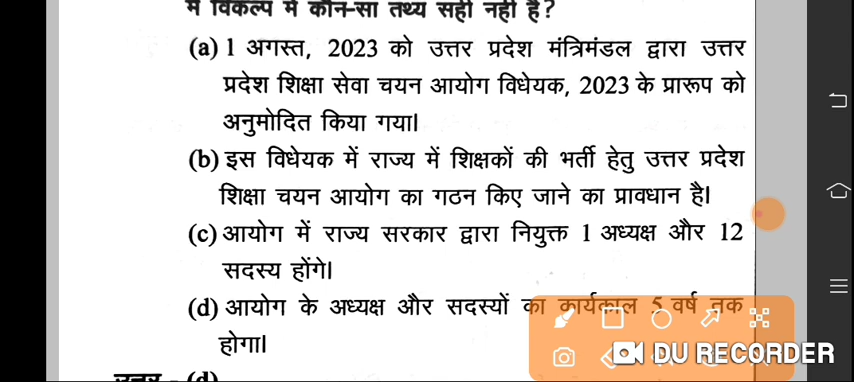 में विकल्प में कौन-सा तथ्य सही नहीं है?
(a) 1 अगस्त, 2023 को उत्तर प्रदेश मंत्रिमंडल द्वारा उत्तर
प्रदेश शिक्षा सेवा चयन आयोग विधेयक, 2023 के प्रारूप को
अनुमोदित किया गया।
(b) इस विधेयक में राज्य में शिक्षकों की भर्ती हेतु उत्तर प्रदेश
शिक्षा चयन आयोग का गठन किए जाने का प्रावधान है।
(c) आयोग में राज्य सरकार द्वारा नियुक्त 1 अध्यक्ष और 12
सदस्य होंगे।
(d) आयोग के अध्यक्ष और सदस्यों का कार्यकाल 5 वर्ष तक
होगा।
DU RECORDER
उत्तर - (d)